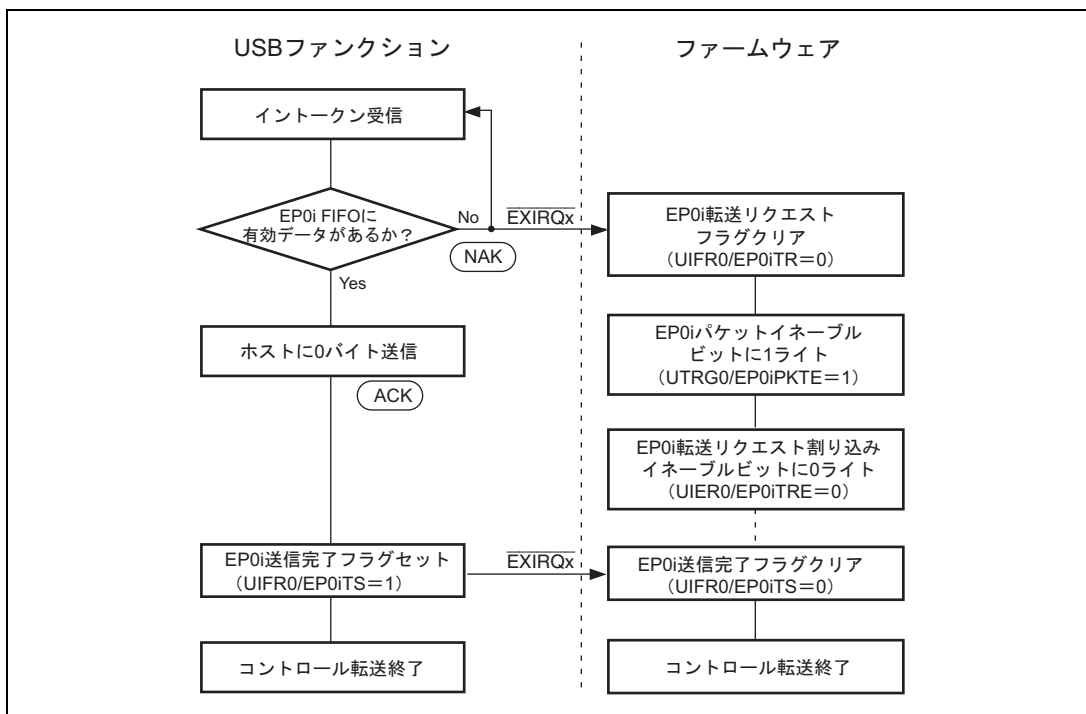 USBファンクション
ファームウェア
イントークン受信
EP0i FIFOに
有効データがあるか？
No
NAK
Yes
EXIRQx
EP0i転送リクエスト
フラグクリア
（UIFR0/EP0iTR＝0）
EP0iパケットイネーブル
ビットに1ライト
（UTRG0/EP0iPKTE＝1）
ホストに0バイト送信
ACK
EP0i転送リクエスト割り込み
イネーブルビットに0ライト
（UIER0/EP0iTRE＝0）
EP0i送信完了フラグセット
（UIFR0/EP0iTS＝1）
EXIRQx
EP0i送信完了フラグクリア
（UIFR0/EP0iTS＝0）
コントロール転送終了
コントロール転送終了